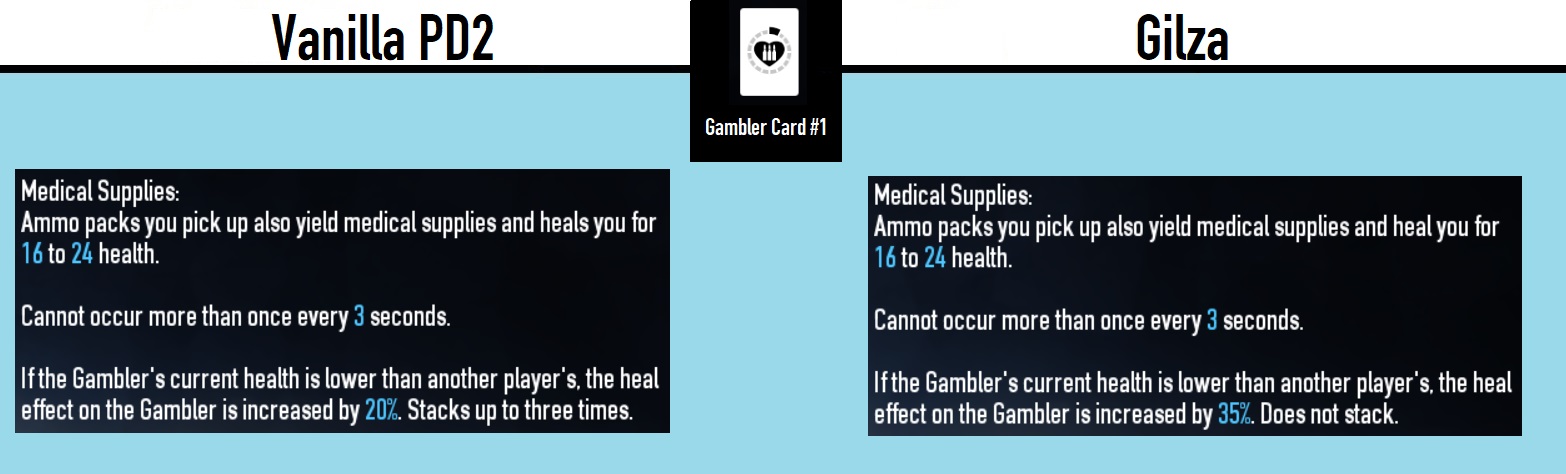 Vanilla PD2
Gambler Card #1
Gilza
Medical Supplies:
Ammo packs you pick up also yield medical supplies and heals you for
16 to 24 health.
Cannot occur more than once every 3 seconds.
If the Gambler's current health is lower than another player's, the heal
effect on the Gambler is increased by 20%. Stacks up to three times.
Medical Supplies:
Ammo packs you pick up also yield medical supplies and heal you for
16 to 24 health.
Cannot occur more than once every 3 seconds.
If the Gambler's current health is lower than another player's, the heal
effect on the Gambler is increased by 35%. Does not stack.